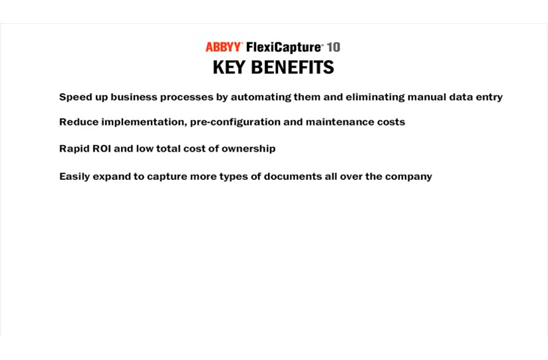 ABBYY FlexiCapture 10
KEY BENEFITS
Speed up business processes by automating them and eliminating manual data entry
Reduce implementation, pre-configuration and maintenance costs
Rapid ROI and low total cost of ownership
Easily expand to capture more types of documents all over the company